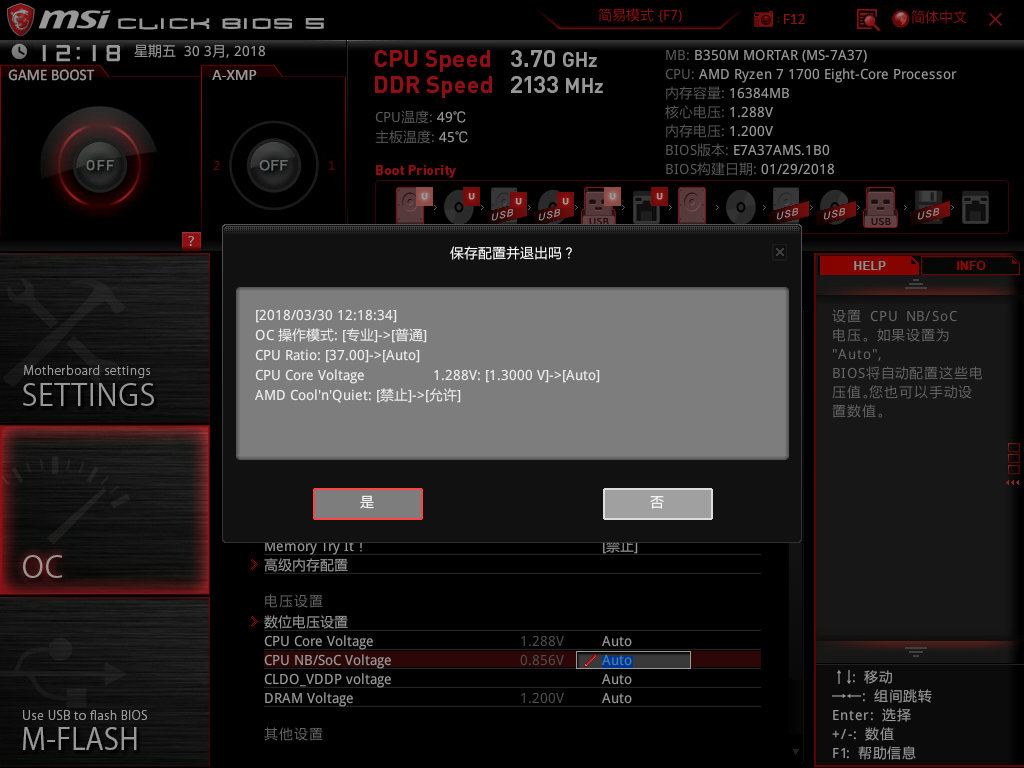 msi CLICK BIOS 5
简易模式 (F7)
: F12
简体中文
12:18 星期五 30 3月, 2018
GAME BOOST
OFF
A-XMP
2
OFF
1
?
CPU Speed 3.70 GHz
DDR Speed 2133 MHz
CPU温度: 49℃
主板温度: 45℃
MB: B350M MORTAR (MS-7A37)
CPU: AMD Ryzen 7 1700 Eight-Core Processor
内存容量: 16384MB
核心电压: 1.288V
内存电压: 1.200V
BIOS版本: E7A37AMS.1B0
BIOS构建日期: 01/29/2018
Boot Priority
U U U U U U
USB USB USB USB USB USB USB
保存配置并退出吗？
[2018/03/30 12:18:34]
OC 操作模式: [专业]->[普通]
CPU Ratio: [37.00]->[Auto]
CPU Core Voltage 1.288V: [1.3000 V]->[Auto]
AMD Cool'n'Quiet: [禁止]->[允许]
是 否
Motherboard settings
SETTINGS
OC
Use USB to flash BIOS
M-FLASH
Memory Try It ! [禁止]
高级内存配置
电压设置
数位电压设置
CPU Core Voltage 1.288V Auto
CPU NB/SoC Voltage 0.856V Auto
CLDO_VDDP voltage Auto
DRAM Voltage 1.200V Auto
其他设置
HELP INFO
设置 CPU NB/SoC
电压。如果设置为
"Auto",
BIOS将自动配置这些电
压值。您也可以手动设
置数值。
↑↓: 移动
→←: 组间跳转
Enter: 选择
+/-: 数值
F1: 帮助信息